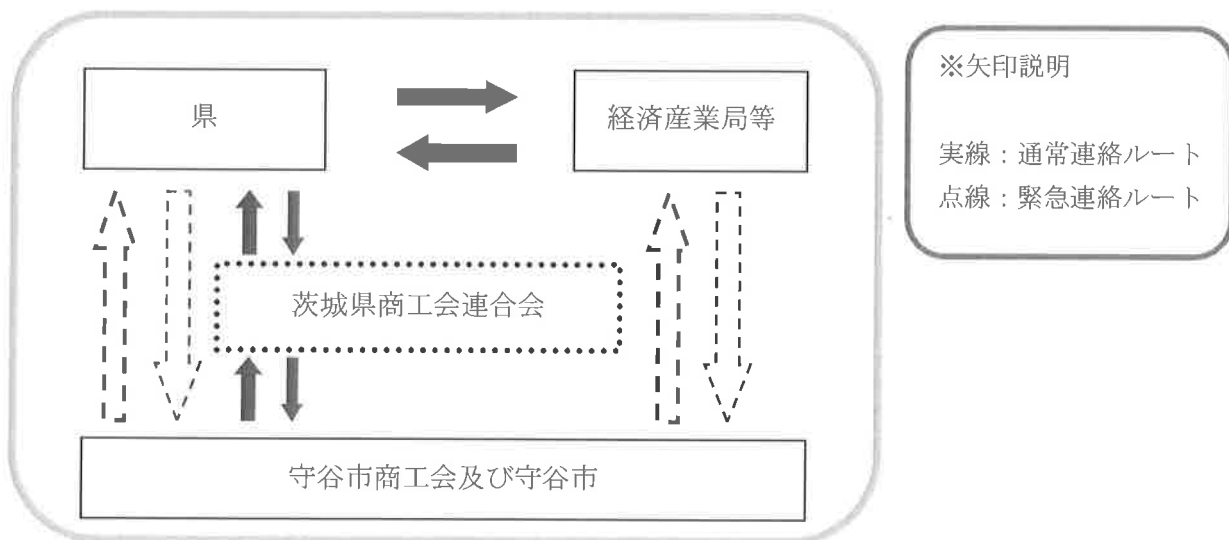 県
経済産業局等
茨城県商工会連合会
守谷市商工会及び守谷市
※矢印説明
実線：通常連絡ルート
点線：緊急連絡ルート